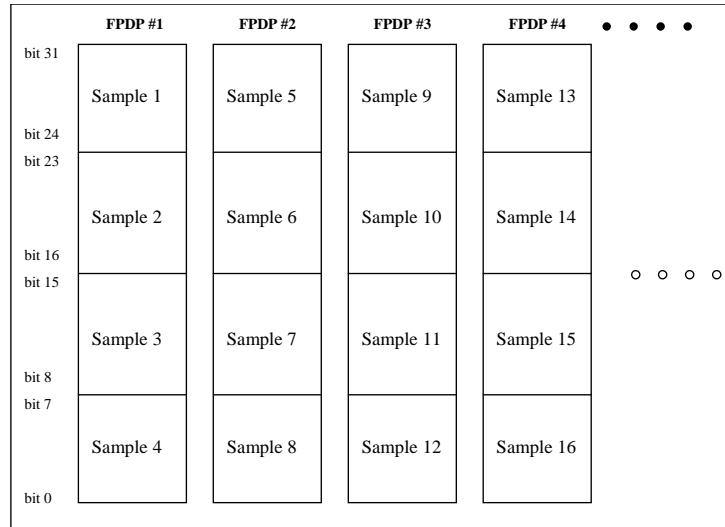 FPDP #1 FPDP #2 FPDP #3 FPDP #4
bit 31
Sample 1 Sample 5 Sample 9 Sample 13
bit 24
bit 23
Sample 2 Sample 6 Sample 10 Sample 14
bit 16
bit 15
Sample 3 Sample 7 Sample 11 Sample 15
bit 8
bit 7
Sample 4 Sample 8 Sample 12 Sample 16
bit 0